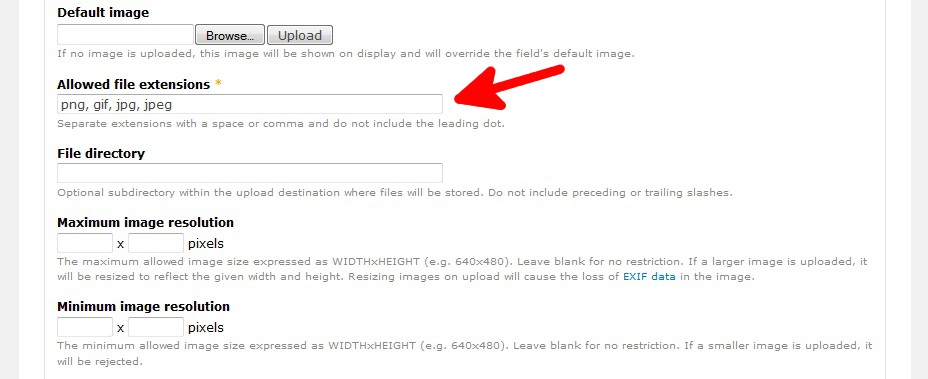 Default image
Browse... Upload
If no image is uploaded, this image will be shown on display and will override the field's default image.
Allowed file extensions *
png, gif, jpg, jpeg
Separate extensions with a space or comma and do not include the leading dot.
File directory
Optional subdirectory within the upload destination where files will be stored. Do not include preceding or trailing slashes.
Maximum image resolution
x pixels
The maximum allowed image size expressed as WIDTHxHEIGHT (e.g. 640x480). Leave blank for no restriction. If a larger image is uploaded, it
will be resized to reflect the given width and height. Resizing images on upload will cause the loss of EXIF data in the image.
Minimum image resolution
x pixels
The minimum allowed image size expressed as WIDTHxHEIGHT (e.g. 640x480). Leave blank for no restriction. If a smaller image is uploaded, it
will be rejected.